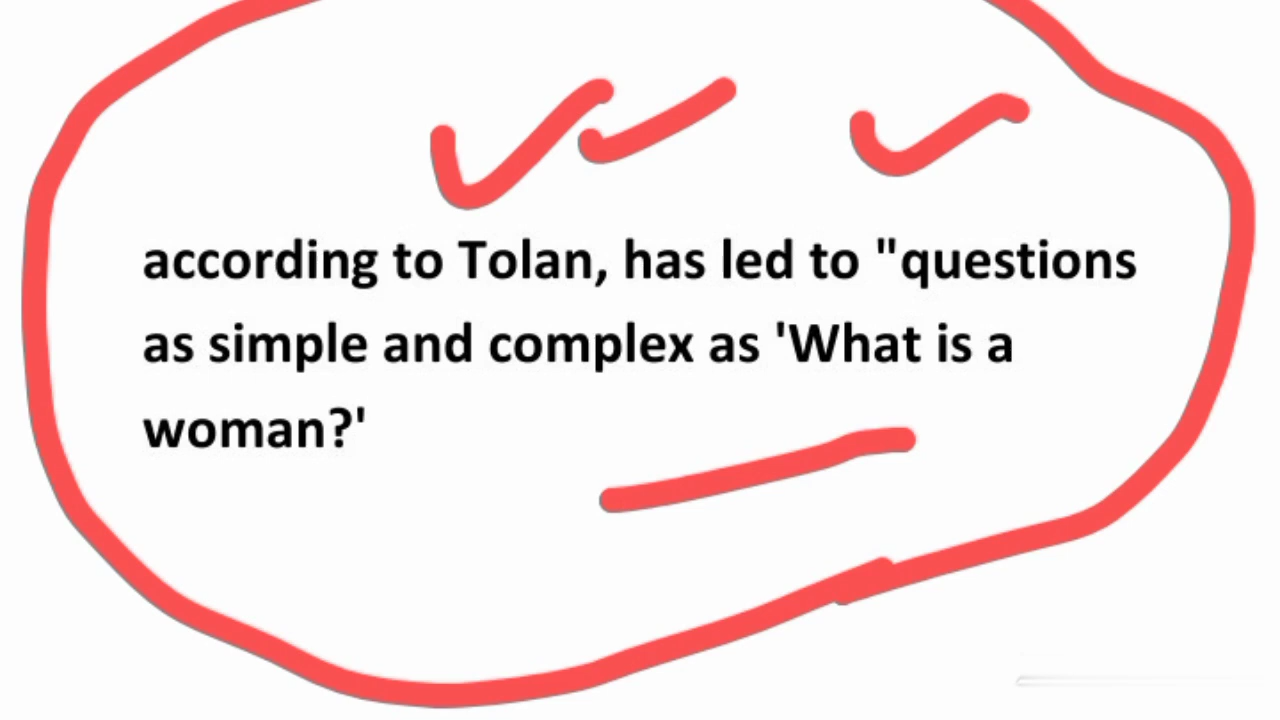 according to Tolan, has led to "questions
as simple and complex as 'What is a
woman?'